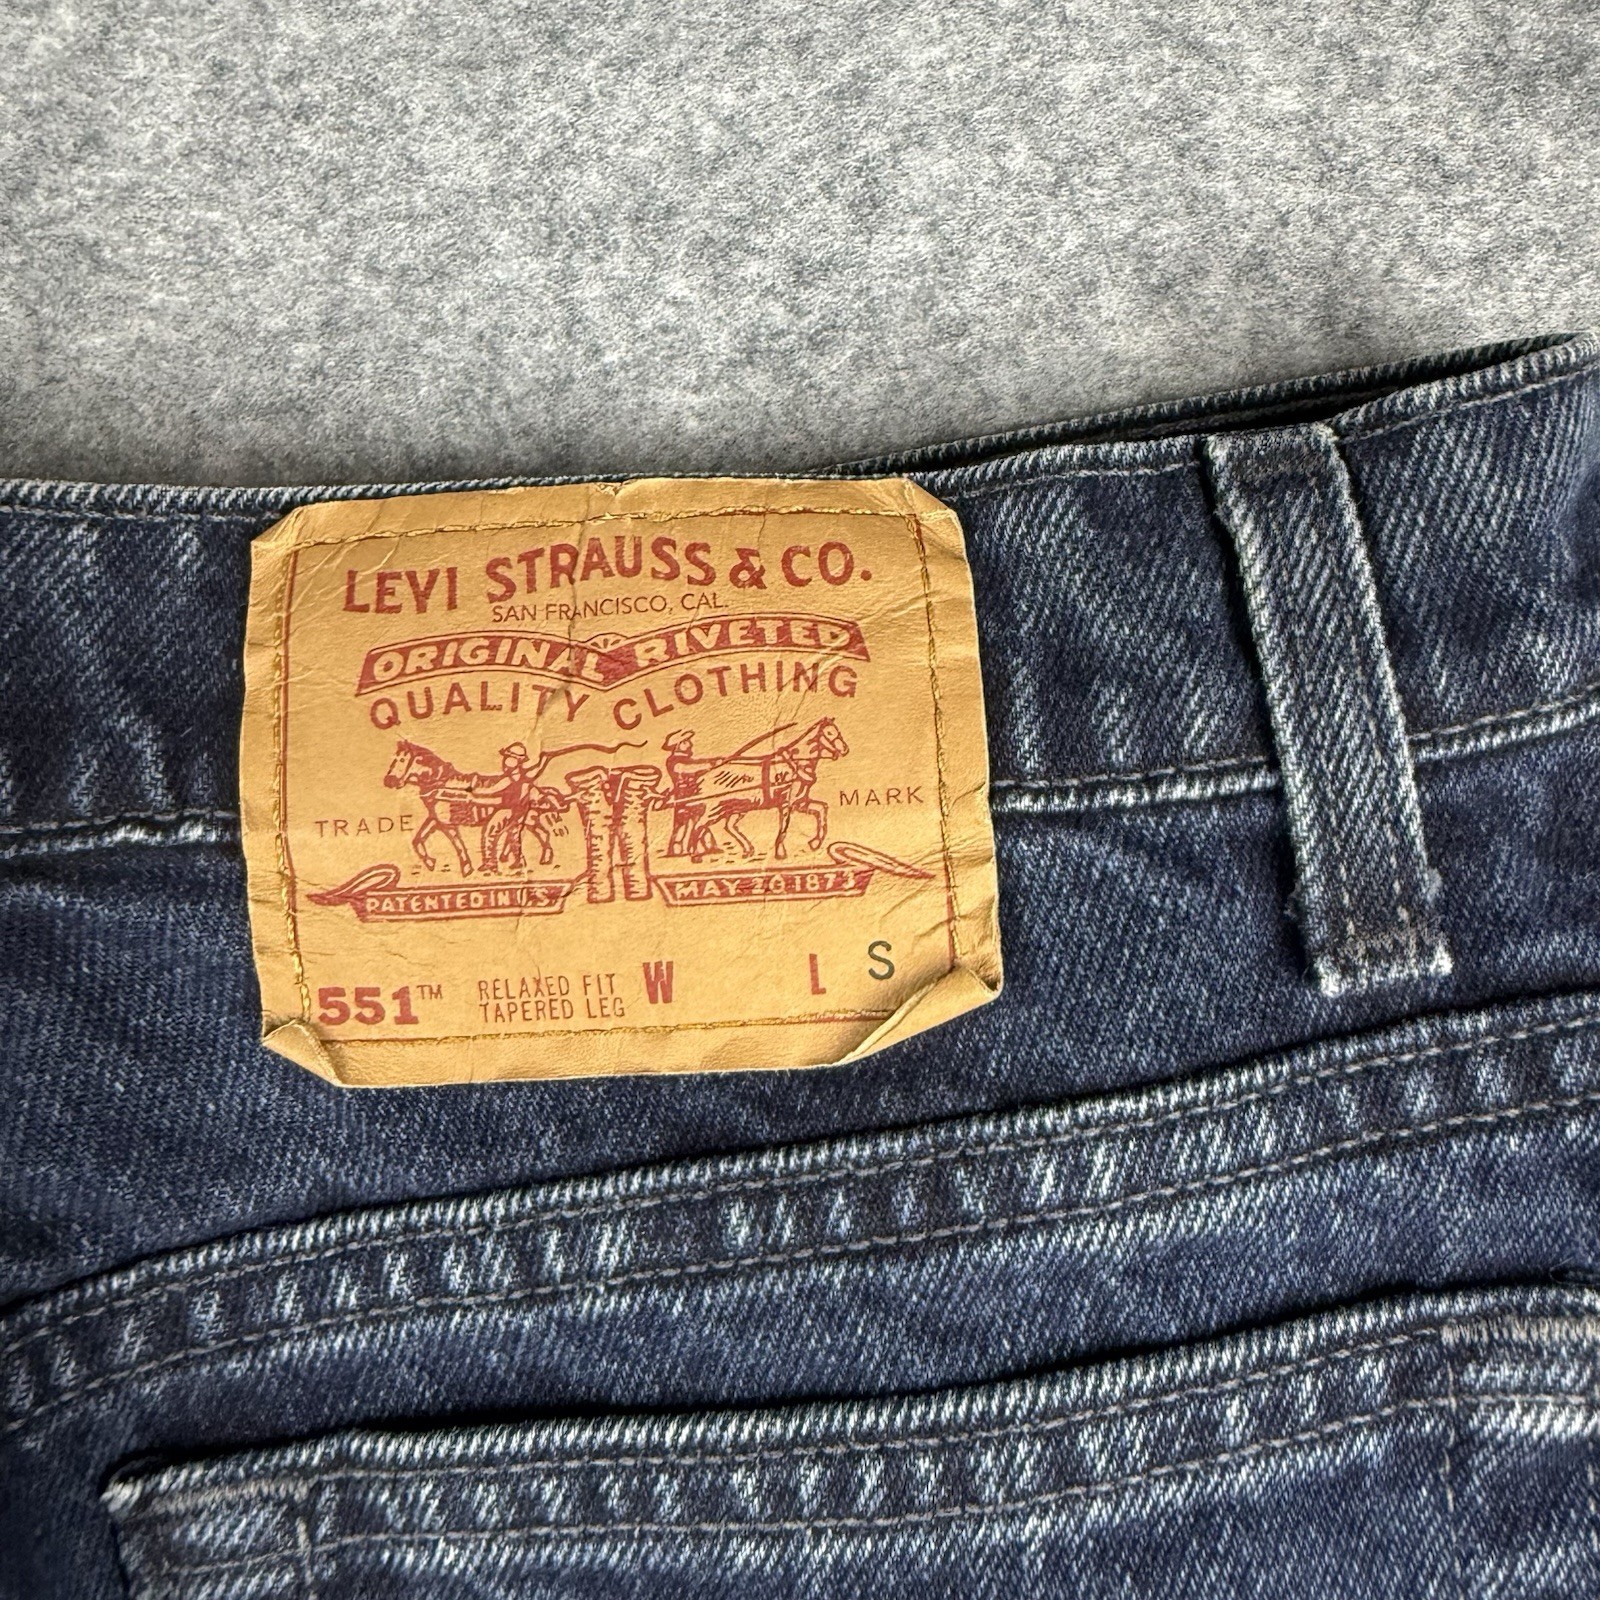 LEVI STRAUSS & CO.
SAN FRANCISCO, CAL.
ORIGINAL RIVETED
QUALITY CLOTHING
TRADE MARK
PATENTED IN U.S. MAY 20 1873
551™ RELAXED FIT W L S
TAPERED LEG